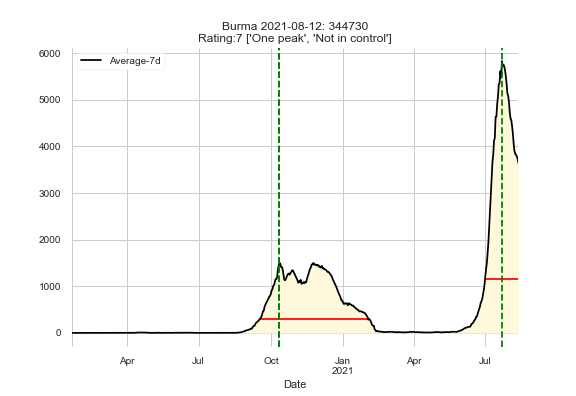 Burma 2021-08-12: 344730
Rating:7 ['One peak', 'Not in control']
Average-7d
6000
5000
4000
3000
2000
1000
0
Apr Jul Oct Jan Apr Jul
2021
Date